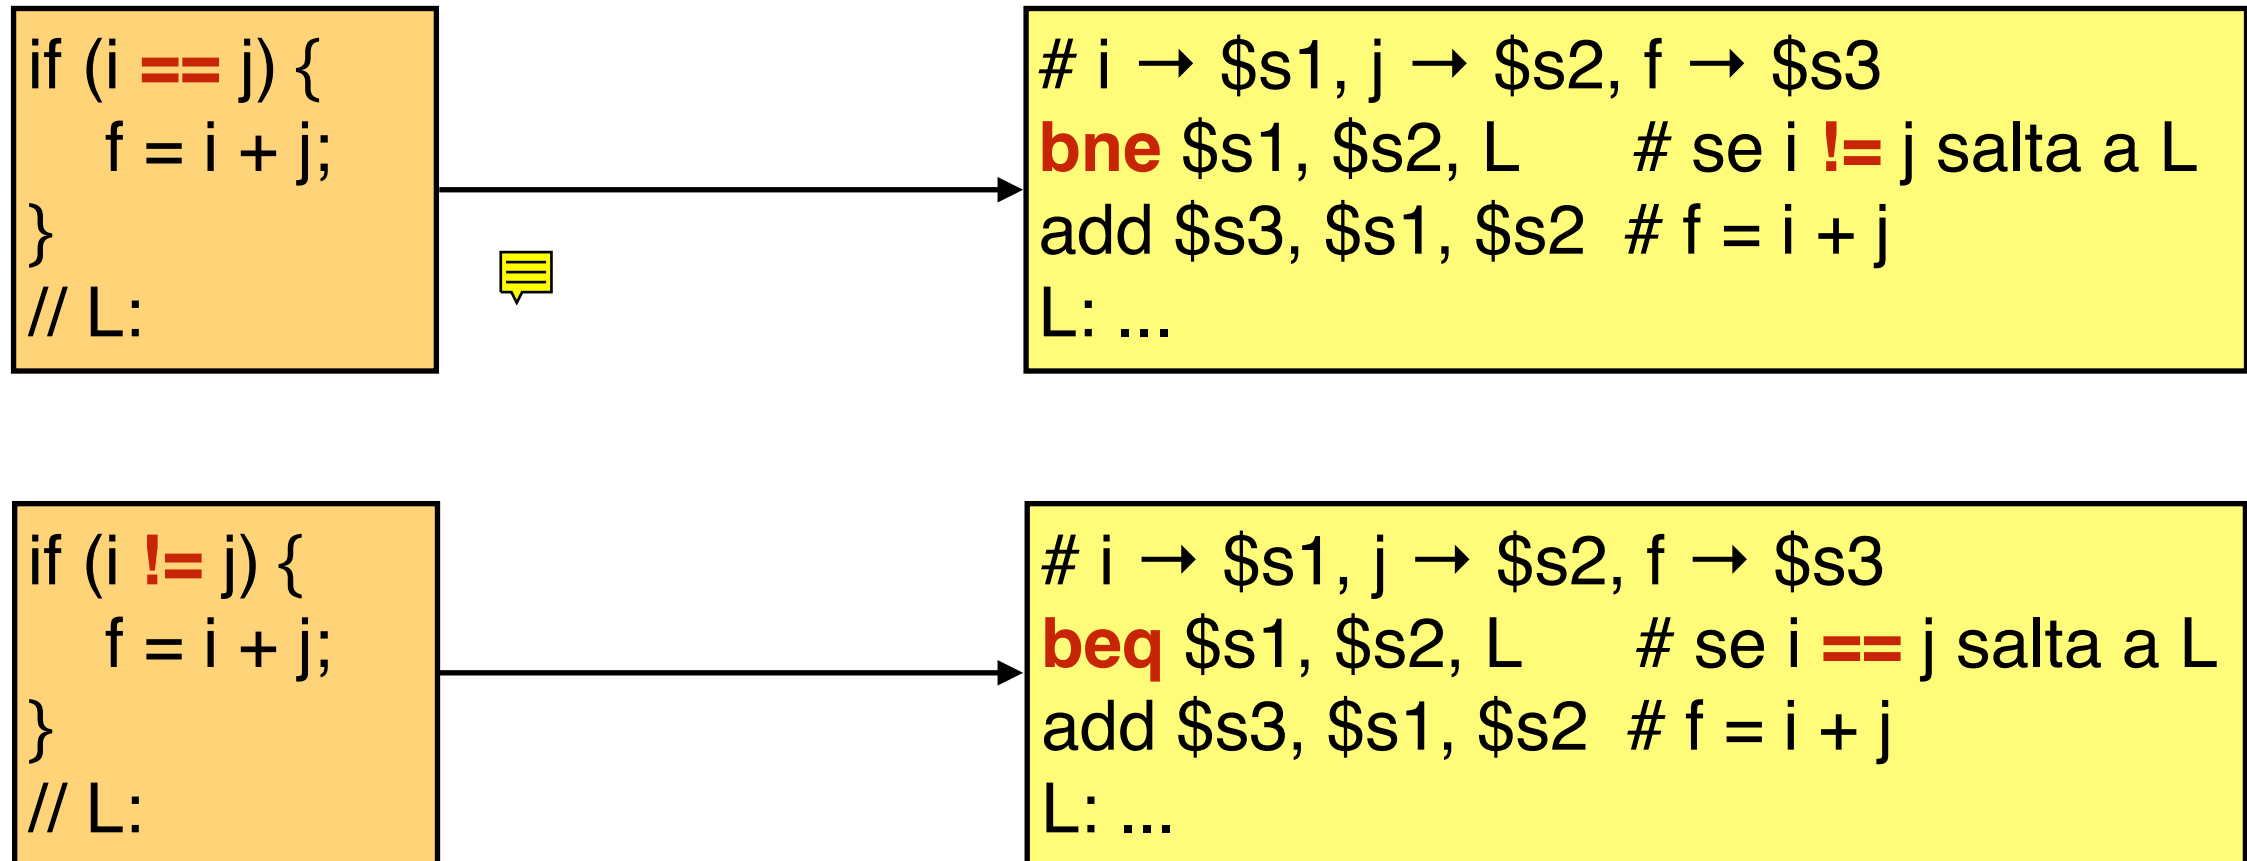 if (i == j) {
f = i + j;
}
// L:
# i → $s1, j → $s2, f → $s3
bne $s1, $s2, L # se i != j salta a L
add $s3, $s1, $s2 # f = i + j
L: ...
if (i != j) {
f = i + j;
}
// L:
# i → $s1, j → $s2, f → $s3
beq $s1, $s2, L # se i == j salta a L
add $s3, $s1, $s2 # f = i + j
L: ...